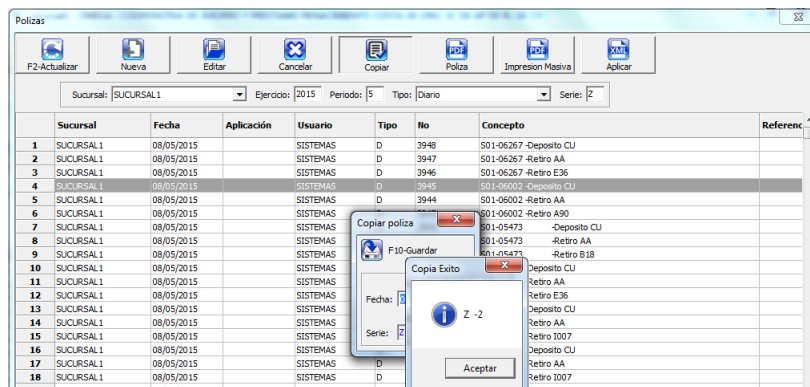 Polizas
F2-Actualizar Nueva Editar Cancelar Copiar Poliza Impresion Masiva Aplicar
PDF PDF XML
Sucursal: SUCURSAL1 Ejercicio: 2015 Periodo: 5 Tipo: Diario Serie: Z
Sucursal Fecha Aplicación Usuario Tipo No Concepto Referenc
1 SUCURSAL1 08/05/2015 SISTEMAS D 3948 S01-06267 -Deposito CU
2 SUCURSAL1 08/05/2015 SISTEMAS D 3947 S01-06267 -Retiro AA
3 SUCURSAL1 08/05/2015 SISTEMAS D 3946 S01-06267 -Retiro E36
4 SUCURSAL1 08/05/2015 SISTEMAS D 3945 S01-06002 -Deposito CU
5 SUCURSAL1 08/05/2015 SISTEMAS D 3944 S01-06002 -Retiro AA
6 SUCURSAL1 08/05/2015 SISTEMAS S01-06002 -Retiro A90
7 SUCURSAL1 08/05/2015 SISTEMAS S01-05473 -Deposito CU
8 SUCURSAL1 08/05/2015 SISTEMAS S01-05473 -Retiro AA
9 SUCURSAL1 08/05/2015 SISTEMAS S01-05473 -Retiro B18
10 SUCURSAL1 08/05/2015 SISTEMAS Deposito CU
11 SUCURSAL1 08/05/2015 SISTEMAS Retiro AA
12 SUCURSAL1 08/05/2015 SISTEMAS Retiro E36
13 SUCURSAL1 08/05/2015 SISTEMAS Deposito CU
14 SUCURSAL1 08/05/2015 SISTEMAS Retiro AA
15 SUCURSAL1 08/05/2015 SISTEMAS Retiro I007
16 SUCURSAL1 08/05/2015 SISTEMAS Deposito CU
17 SUCURSAL1 08/05/2015 SISTEMAS D Retiro AA
18 SUCURSAL1 08/05/2015 SISTEMAS D Retiro I007
Copiar poliza
F10-Guardar
Fecha:
Serie: Z
Copia Exito
Z -2
Aceptar